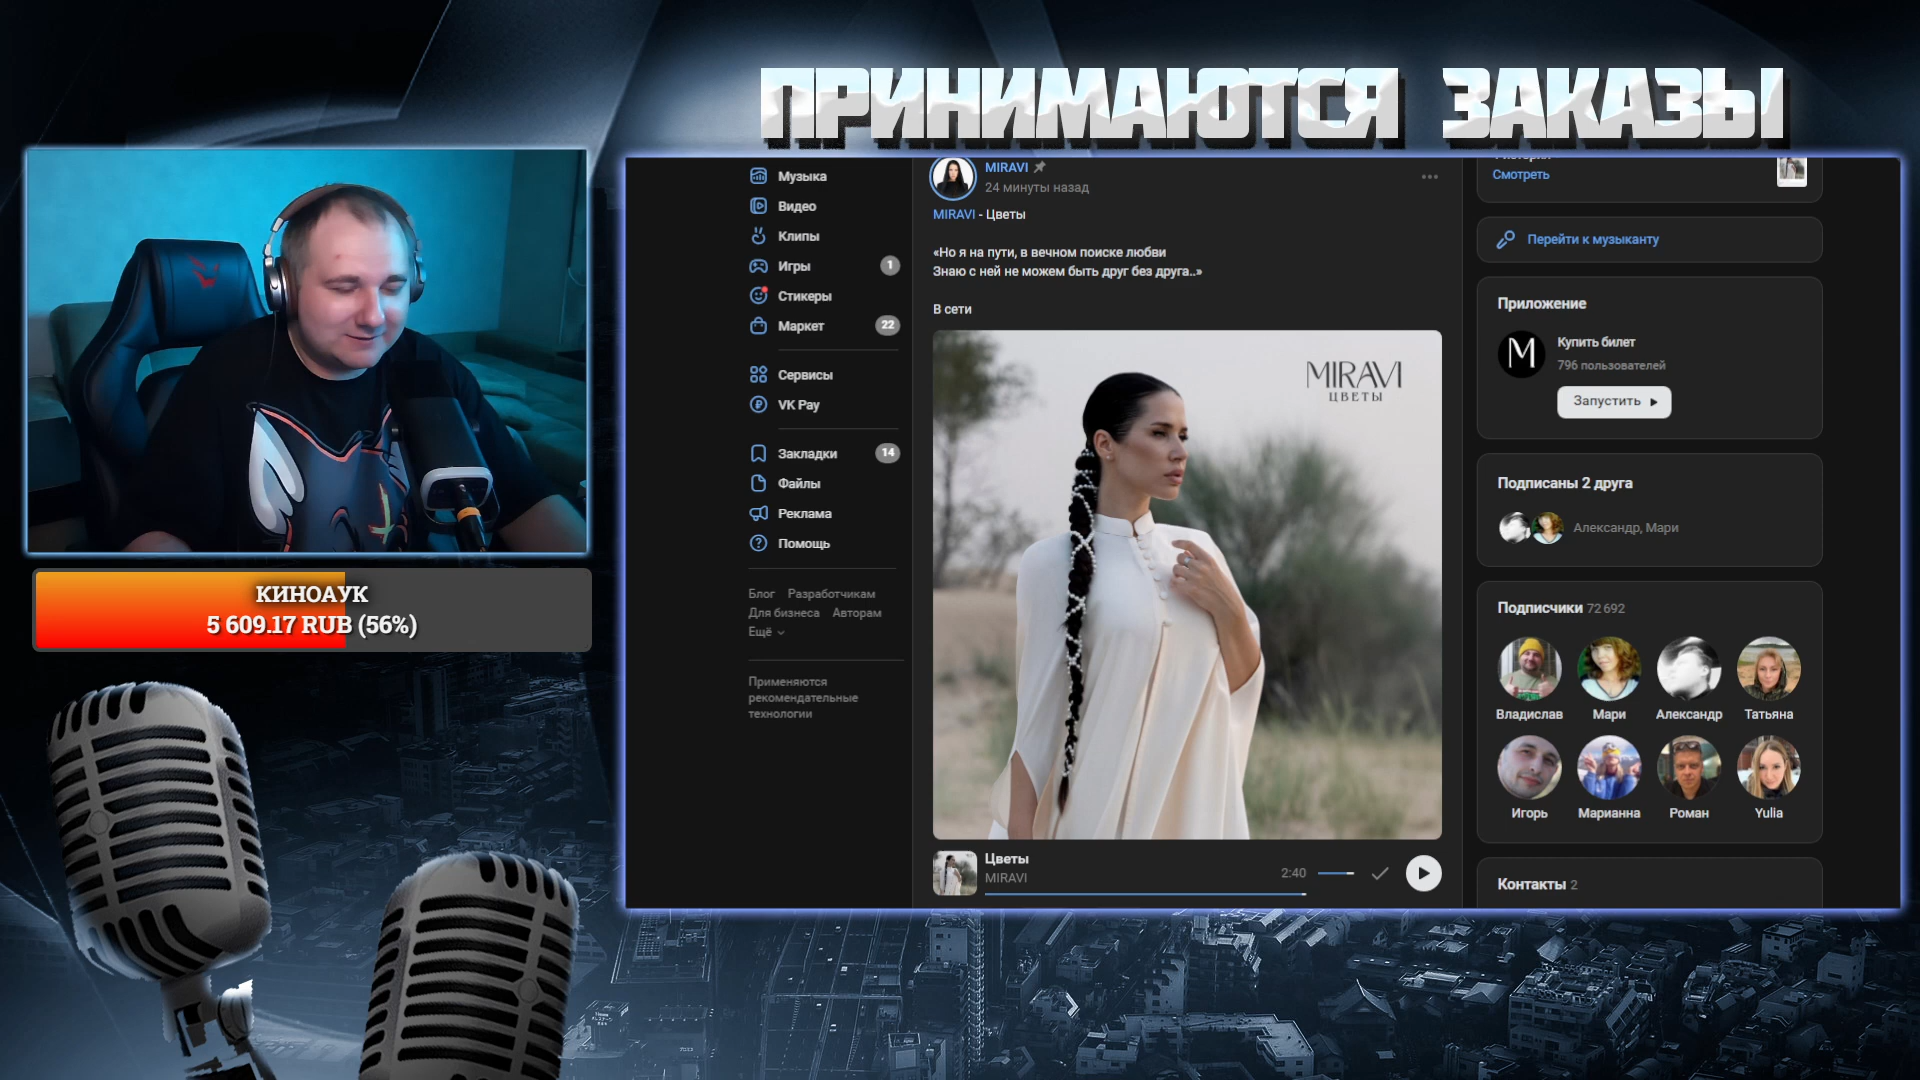 ПРИНИМАЮТСЯ ЗАКАЗЫ
КИНОАУК
5 609.17 RUB (56%)
Музыка
Видео
Клипы
Игры 1
Стикеры
Маркет 22
Сервисы
VK Pay
Закладки 14
Файлы
Реклама
Помощь
Блог Разработчикам
Для бизнеса Авторам
Ещё
Применяются
рекомендательные
технологии
MIRAVI
24 минуты назад
MIRAVI - Цветы
«Но я на пути, в вечном поиске любви
Знаю с ней не можем быть друг без друга..»
В сети
MIRAVI
ЦВЕТЫ
Цветы
MIRAVI
2:40
Смотреть
Перейти к музыканту
Приложение
M
Купить билет
796 пользователей
Запустить
Подписаны 2 друга
Александр, Мари
Подписчики 72 692
Владислав Мари Александр Татьяна
Игорь Марианна Роман Yulia
Контакты 2